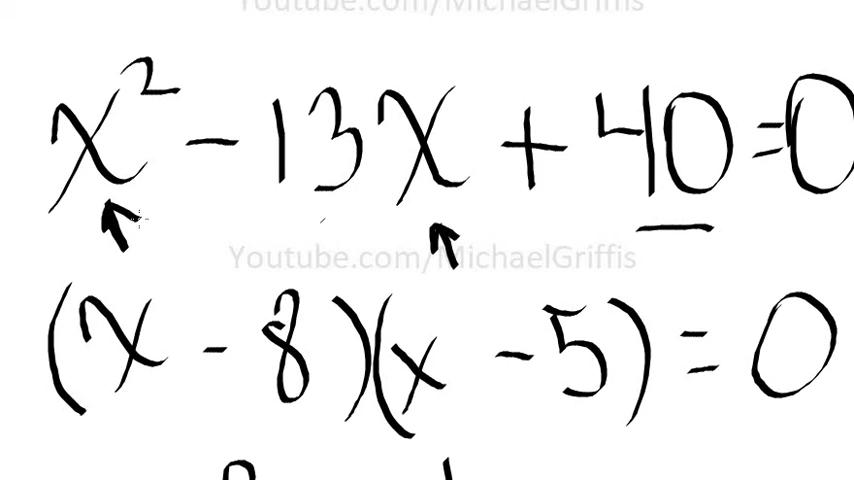 Youtube.com/MichaelGriffis
x² - 13x + 40 = 0
Youtube.com/MichaelGriffis
(x - 8)(x - 5) = 0